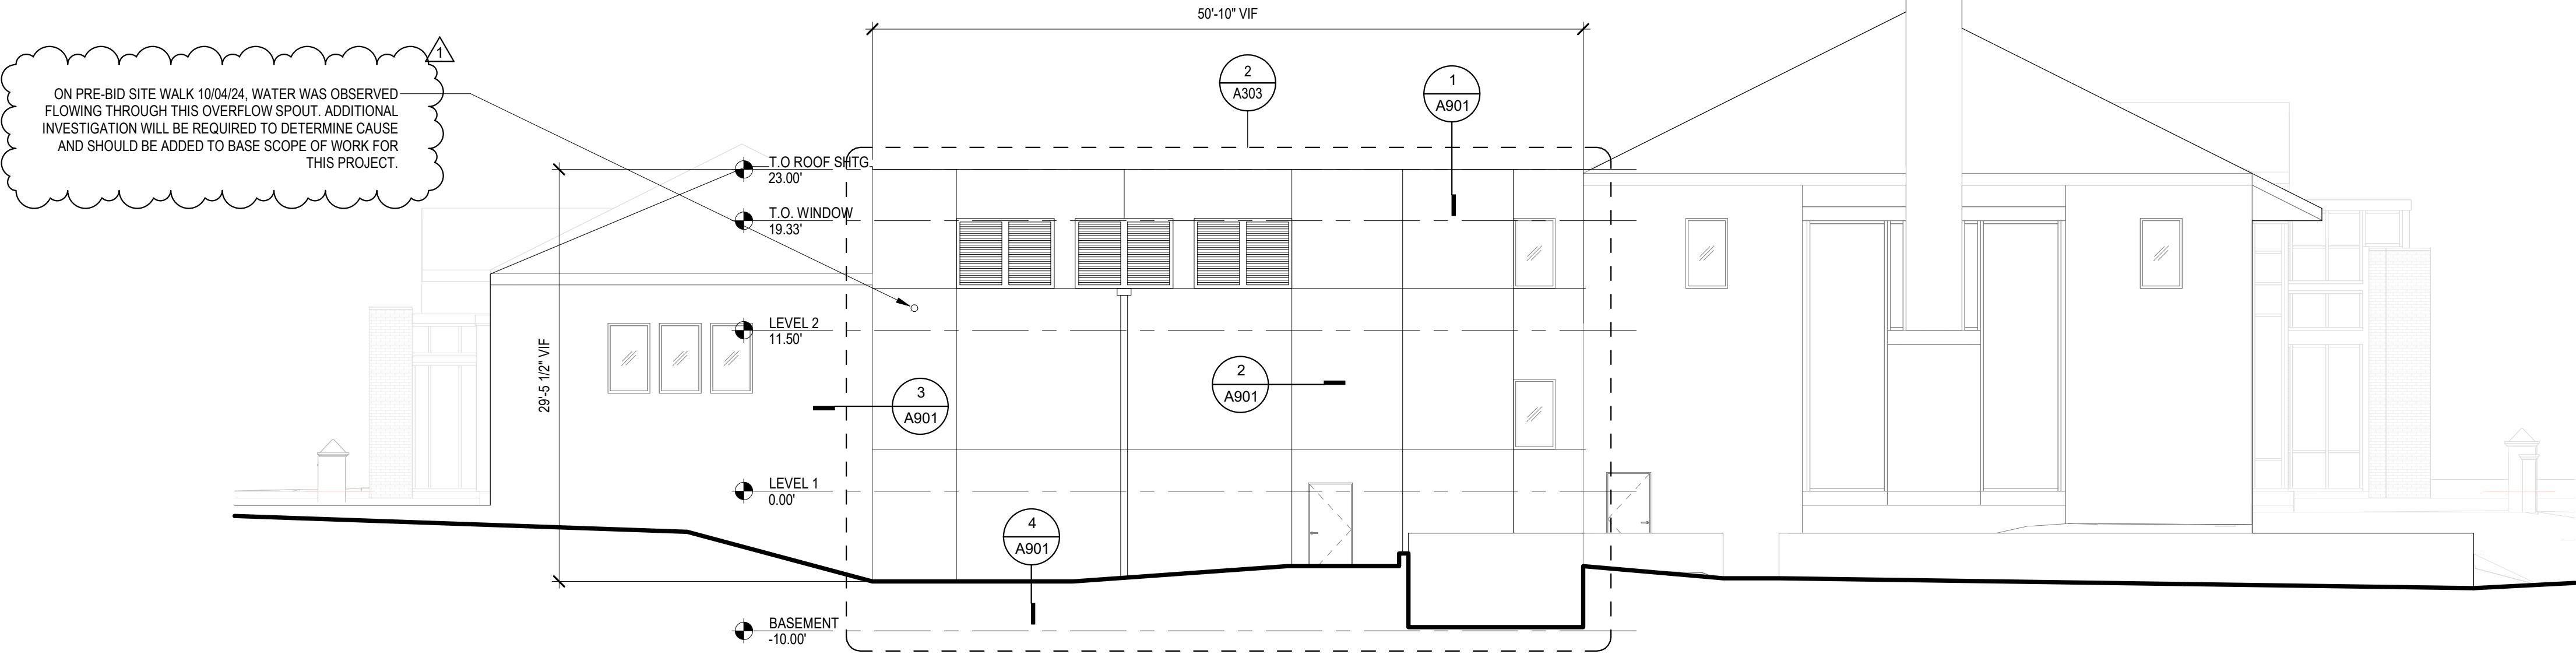 50'-10" VIF
1
ON PRE-BID SITE WALK 10/04/24, WATER WAS OBSERVED
FLOWING THROUGH THIS OVERFLOW SPOUT. ADDITIONAL
INVESTIGATION WILL BE REQUIRED TO DETERMINE CAUSE
AND SHOULD BE ADDED TO BASE SCOPE OF WORK FOR
THIS PROJECT.
2
A303
1
A901
T.O ROOF SHTG.
23.00'
T.O. WINDOW
19.33'
LEVEL 2
11.50'
29'-5 1/2" VIF
2
A901
3
A901
LEVEL 1
0.00'
4
A901
BASEMENT
-10.00'